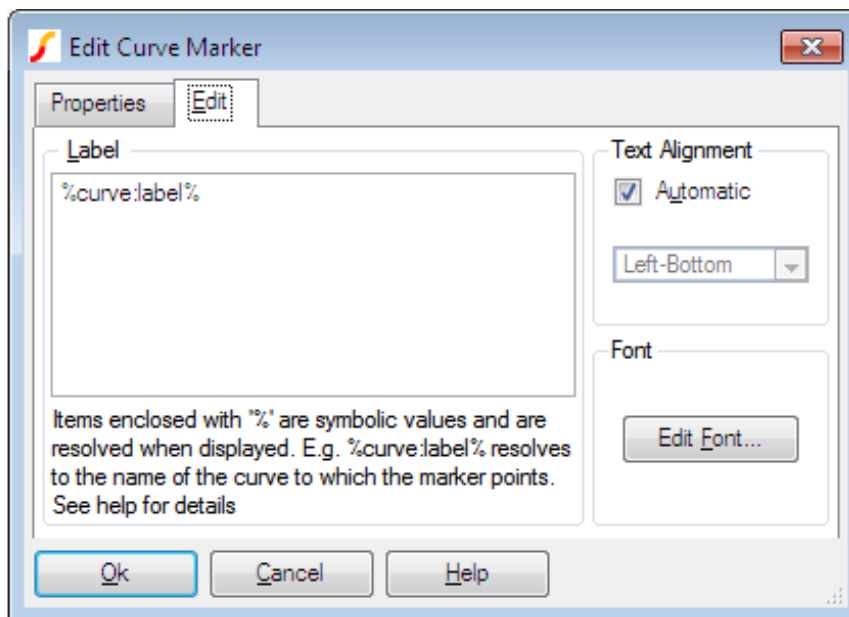 Edit Curve Marker
Properties
Edit
Label
%curve:label%
Items enclosed with '%' are symbolic values and are
resolved when displayed. E.g. %curve:label% resolves
to the name of the curve to which the marker points.
See help for details
Text Alignment
Automatic
Left-Bottom
Font
Edit Font...
Ok
Cancel
Help